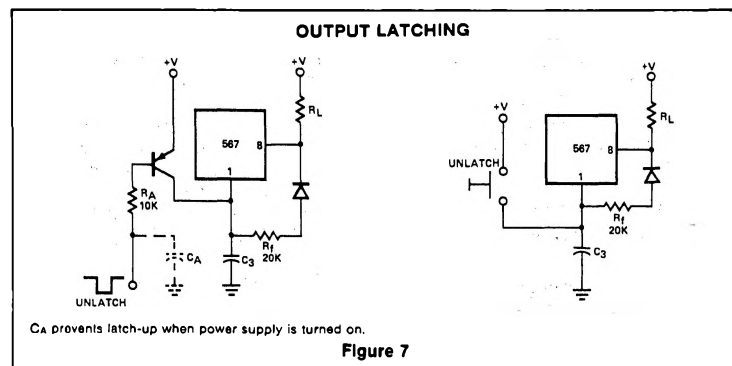 OUTPUT LATCHING
+V
+V
RL
567
8
1
RA
10K
Rf
20K
CA
C3
UNLATCH
+V
+V
RL
567
8
1
UNLATCH
Rf
20K
C3
CA prevents latch-up when power supply is turned on.
Figure 7